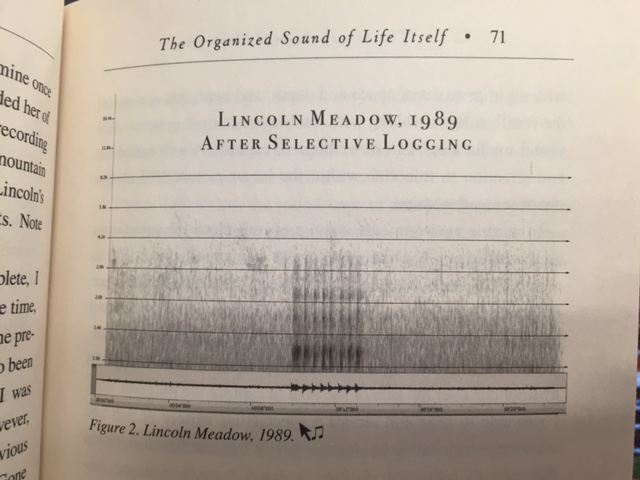 mine once
ded her of
recording
mountain
Lincoln's
ts. Note
plete, I
e time,
he pre-
o been
I was
vever,
vious
Gone
The Organized Sound of Life Itself • 71
LINCOLN MEADOW, 1989
AFTER SELECTIVE LOGGING
Figure 2. Lincoln Meadow, 1989.